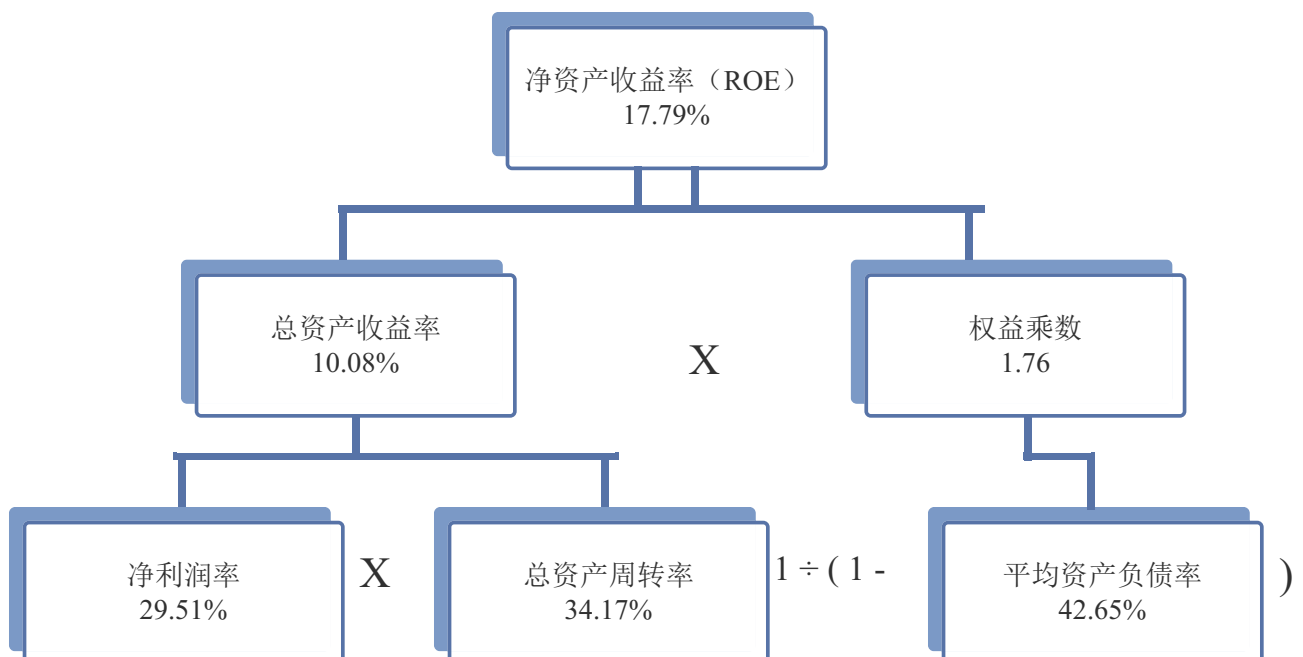 净资产收益率（ROE）
17.79%
总资产收益率
10.08%
X
权益乘数
1.76
净利润率
29.51%
X
总资产周转率
34.17%
1 ÷ ( 1 -
平均资产负债率
42.65%
)